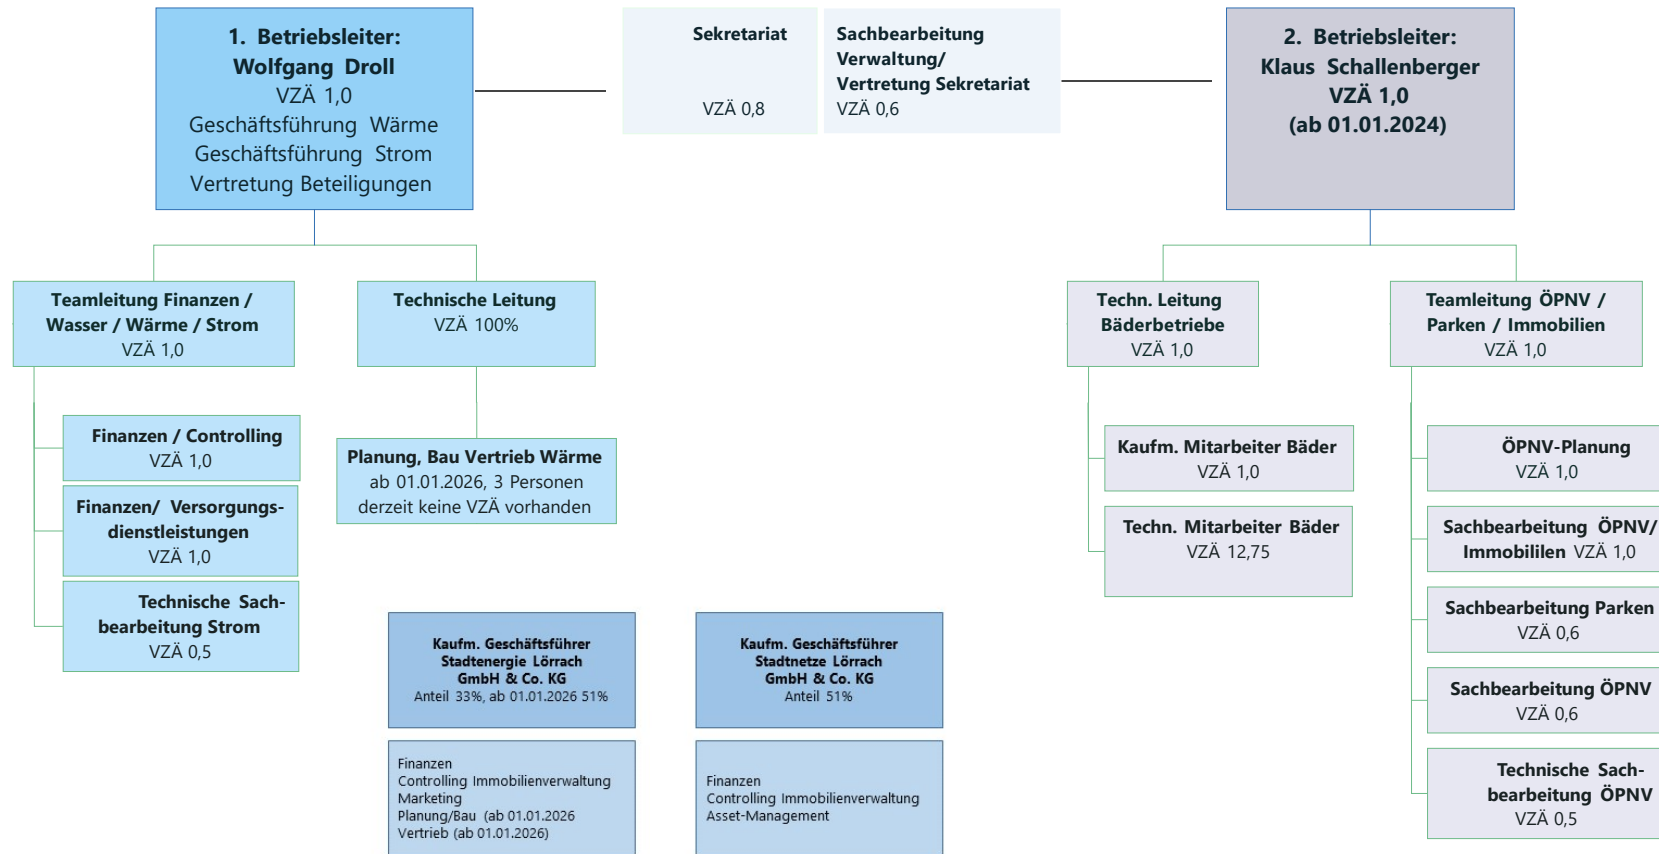 1. Betriebsleiter:
Wolfgang Droll
VZÄ 1,0
Geschäftsführung Wärme
Geschäftsführung Strom
Vertretung Beteiligungen
Sekretariat
VZÄ 0,8
Sachbearbeitung
Verwaltung/
Vertretung Sekretariat
VZÄ 0,6
2. Betriebsleiter:
Klaus Schallenberger
VZÄ 1,0
(ab 01.01.2024)
Teamleitung Finanzen /
Wasser / Wärme / Strom
VZÄ 1,0
Technische Leitung
VZÄ 100%
Techn. Leitung
Bäderbetriebe
VZÄ 1,0
Teamleitung ÖPNV /
Parken / Immobilien
VZÄ 1,0
Finanzen / Controlling
VZÄ 1,0
Finanzen/ Versorgungs-
dienstleistungen
VZÄ 1,0
Technische Sach-
bearbeitung Strom
VZÄ 0,5
Planung, Bau Vertrieb Wärme
ab 01.01.2026, 3 Personen
derzeit keine VZÄ vorhanden
Kaufm. Mitarbeiter Bäder
VZÄ 1,0
Techn. Mitarbeiter Bäder
VZÄ 12,75
ÖPNV-Planung
VZÄ 1,0
Sachbearbeitung ÖPNV/
Immobililen VZÄ 1,0
Sachbearbeitung Parken
VZÄ 0,6
Sachbearbeitung ÖPNV
VZÄ 0,6
Technische Sach-
bearbeitung ÖPNV
VZÄ 0,5
Kaufm. Geschäftsführer
Stadtenergie Lörrach
GmbH & Co. KG
Anteil 33%, ab 01.01.2026 51%
Finanzen
Controlling Immobilienverwaltung
Marketing
Planung/Bau (ab 01.01.2026
Vertrieb (ab 01.01.2026)
Kaufm. Geschäftsführer
Stadtnetze Lörrach
GmbH & Co. KG
Anteil 51%
Finanzen
Controlling Immobilienverwaltung
Asset-Management